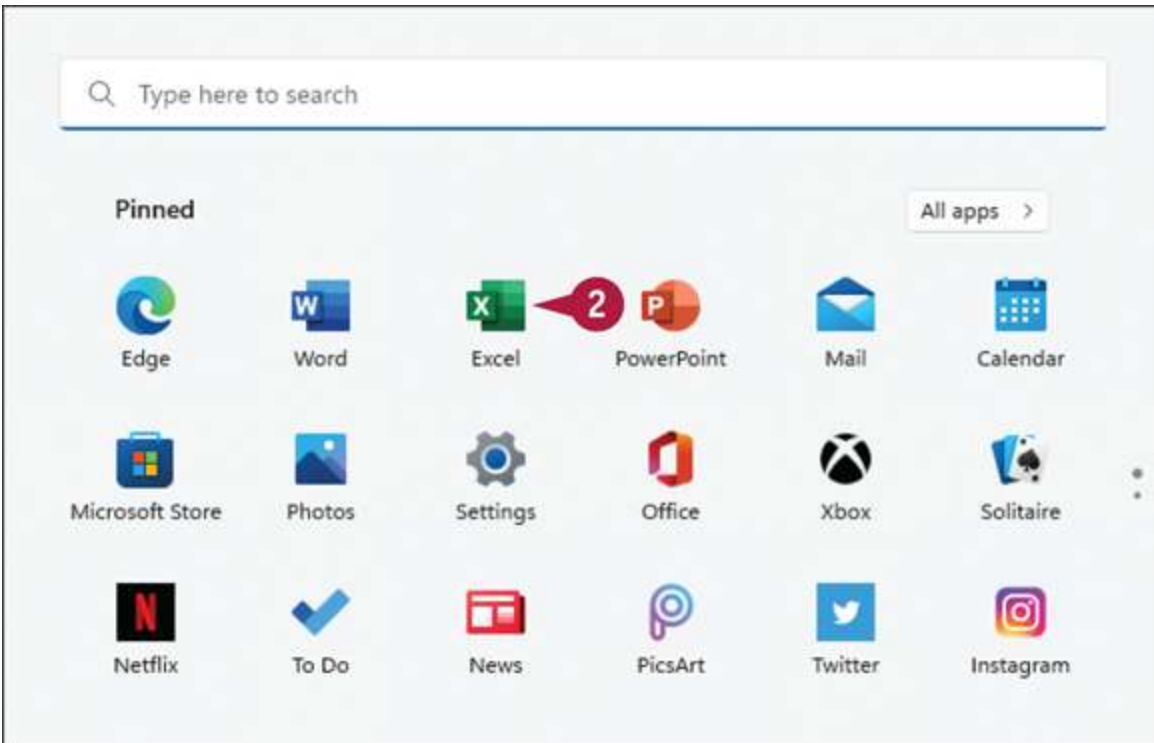 Type here to search
Pinned
All apps >
2
Edge
Word
Excel
PowerPoint
Mail
Calendar
Microsoft Store
Photos
Settings
Office
Xbox
Solitaire
Netflix
To Do
News
PicsArt
Twitter
Instagram